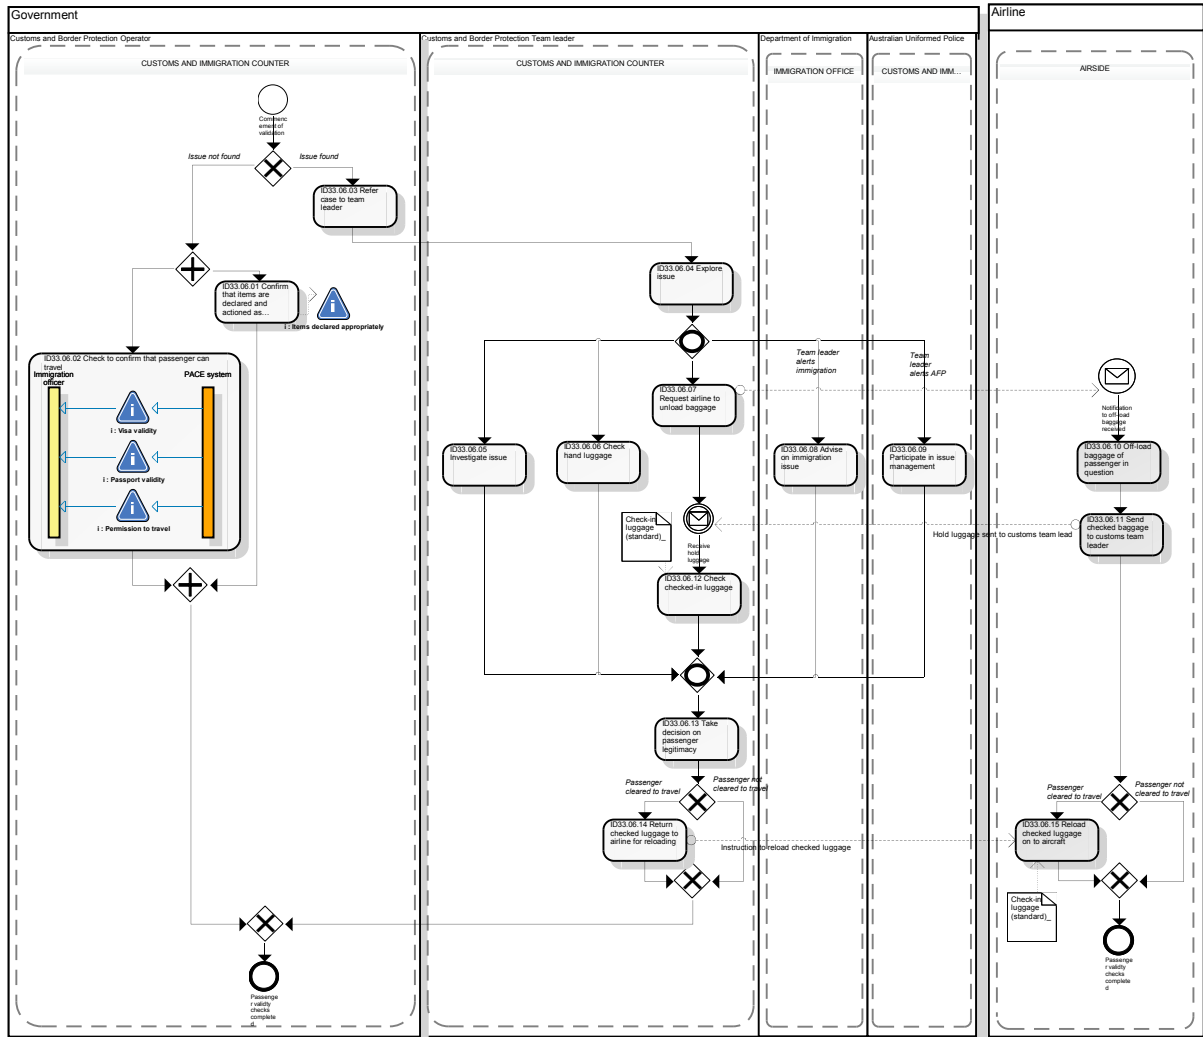 Government
Airline
Customs and Border Protection Operator
Customs and Border Protection Team leader
Department of Immigration
Australian Uniformed Police
CUSTOMS AND IMMIGRATION COUNTER
CUSTOMS AND IMMIGRATION COUNTER
IMMIGRATION OFFICE
CUSTOMS AND IMM...
AIRSIDE
Commenc
ement of
validation
Issue not found
Issue found
ID33.06.03 Refer
case to team
leader
ID33.06.04 Explore
issue
ID33.06.01 Confirm
that items are
declared and
actioned as...
i
i : Items declared appropriately
ID33.06.02 Check to confirm that passenger can
travel
Immigration
officer
PACE system
i
i : Visa validity
i
i : Passport validity
i
i : Permission to travel
Team leader
alerts
immigration
Team
leader
alerts AFP
ID33.06.07
Request airline to
unload baggage
Notification
to off-load
baggage
received
ID33.06.05
Investigate issue
ID33.06.06 Check
hand luggage
ID33.06.08 Advise
on immigration
issue
ID33.06.09
Participate in issue
management
ID33.06.10 Off-load
baggage of
passenger in
question
Check-in
luggage
(standard)_
Receive
hold
luggage
Hold luggage sent to customs team lead
ID33.06.11 Send
checked baggage
to customs team
leader
ID33.06.12 Check
checked-in luggage
ID33.06.13 Take
decision on
passenger
legitimacy
Passenger
cleared to travel
Passenger not
cleared to travel
Passenger
cleared to travel
Passenger not
cleared to travel
ID33.06.14 Return
checked luggage to
airline for reloading
Instruction to reload checked luggage
ID33.06.15 Reload
checked luggage
on to aircraft
Check-in
luggage
(standard)_
Passenge
r validty
checks
complete
d
Passenge
r validty
checks
complete
d